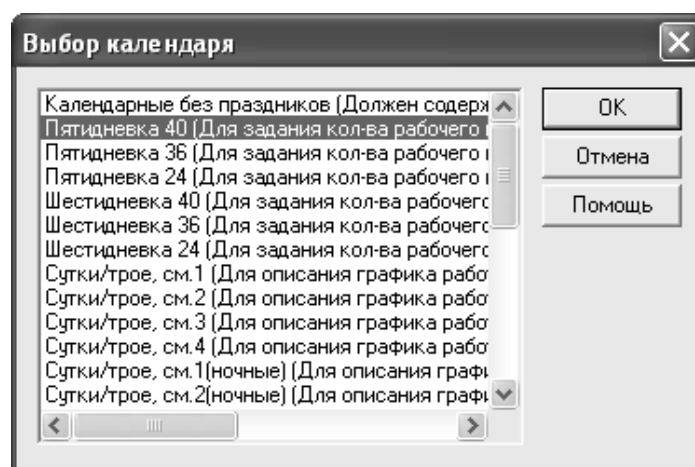 Выбор календаря
Календарные без праздников (Должен содерж
Пятидневка 40 (Для задания кол-ва рабочего
Пятидневка 36 (Для задания кол-ва рабочего
Пятидневка 24 (Для задания кол-ва рабочего
Шестидневка 40 (Для задания кол-ва рабочего
Шестидневка 36 (Для задания кол-ва рабочего
Шестидневка 24 (Для задания кол-ва рабочего
Сутки/трое, см.1 (Для описания графика рабо
Сутки/трое, см.2 (Для описания графика рабо
Сутки/трое, см.3 (Для описания графика рабо
Сутки/трое, см.4 (Для описания графика рабо
Сутки/трое, см.1(ночные) (Для описания графи
Сутки/трое, см.2(ночные) (Для описания графи
OK
Отмена
Помощь